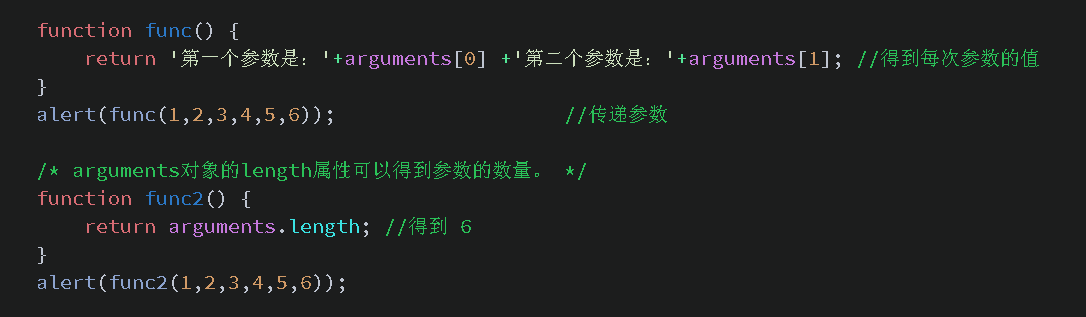 function func() {
    return '第一个参数是：'+arguments[0] +'第二个参数是：'+arguments[1]; //得到每次参数的值
}
alert(func(1,2,3,4,5,6));                    //传递参数

/* arguments对象的length属性可以得到参数的数量。 */
function func2() {
    return arguments.length; //得到 6
}
alert(func2(1,2,3,4,5,6));